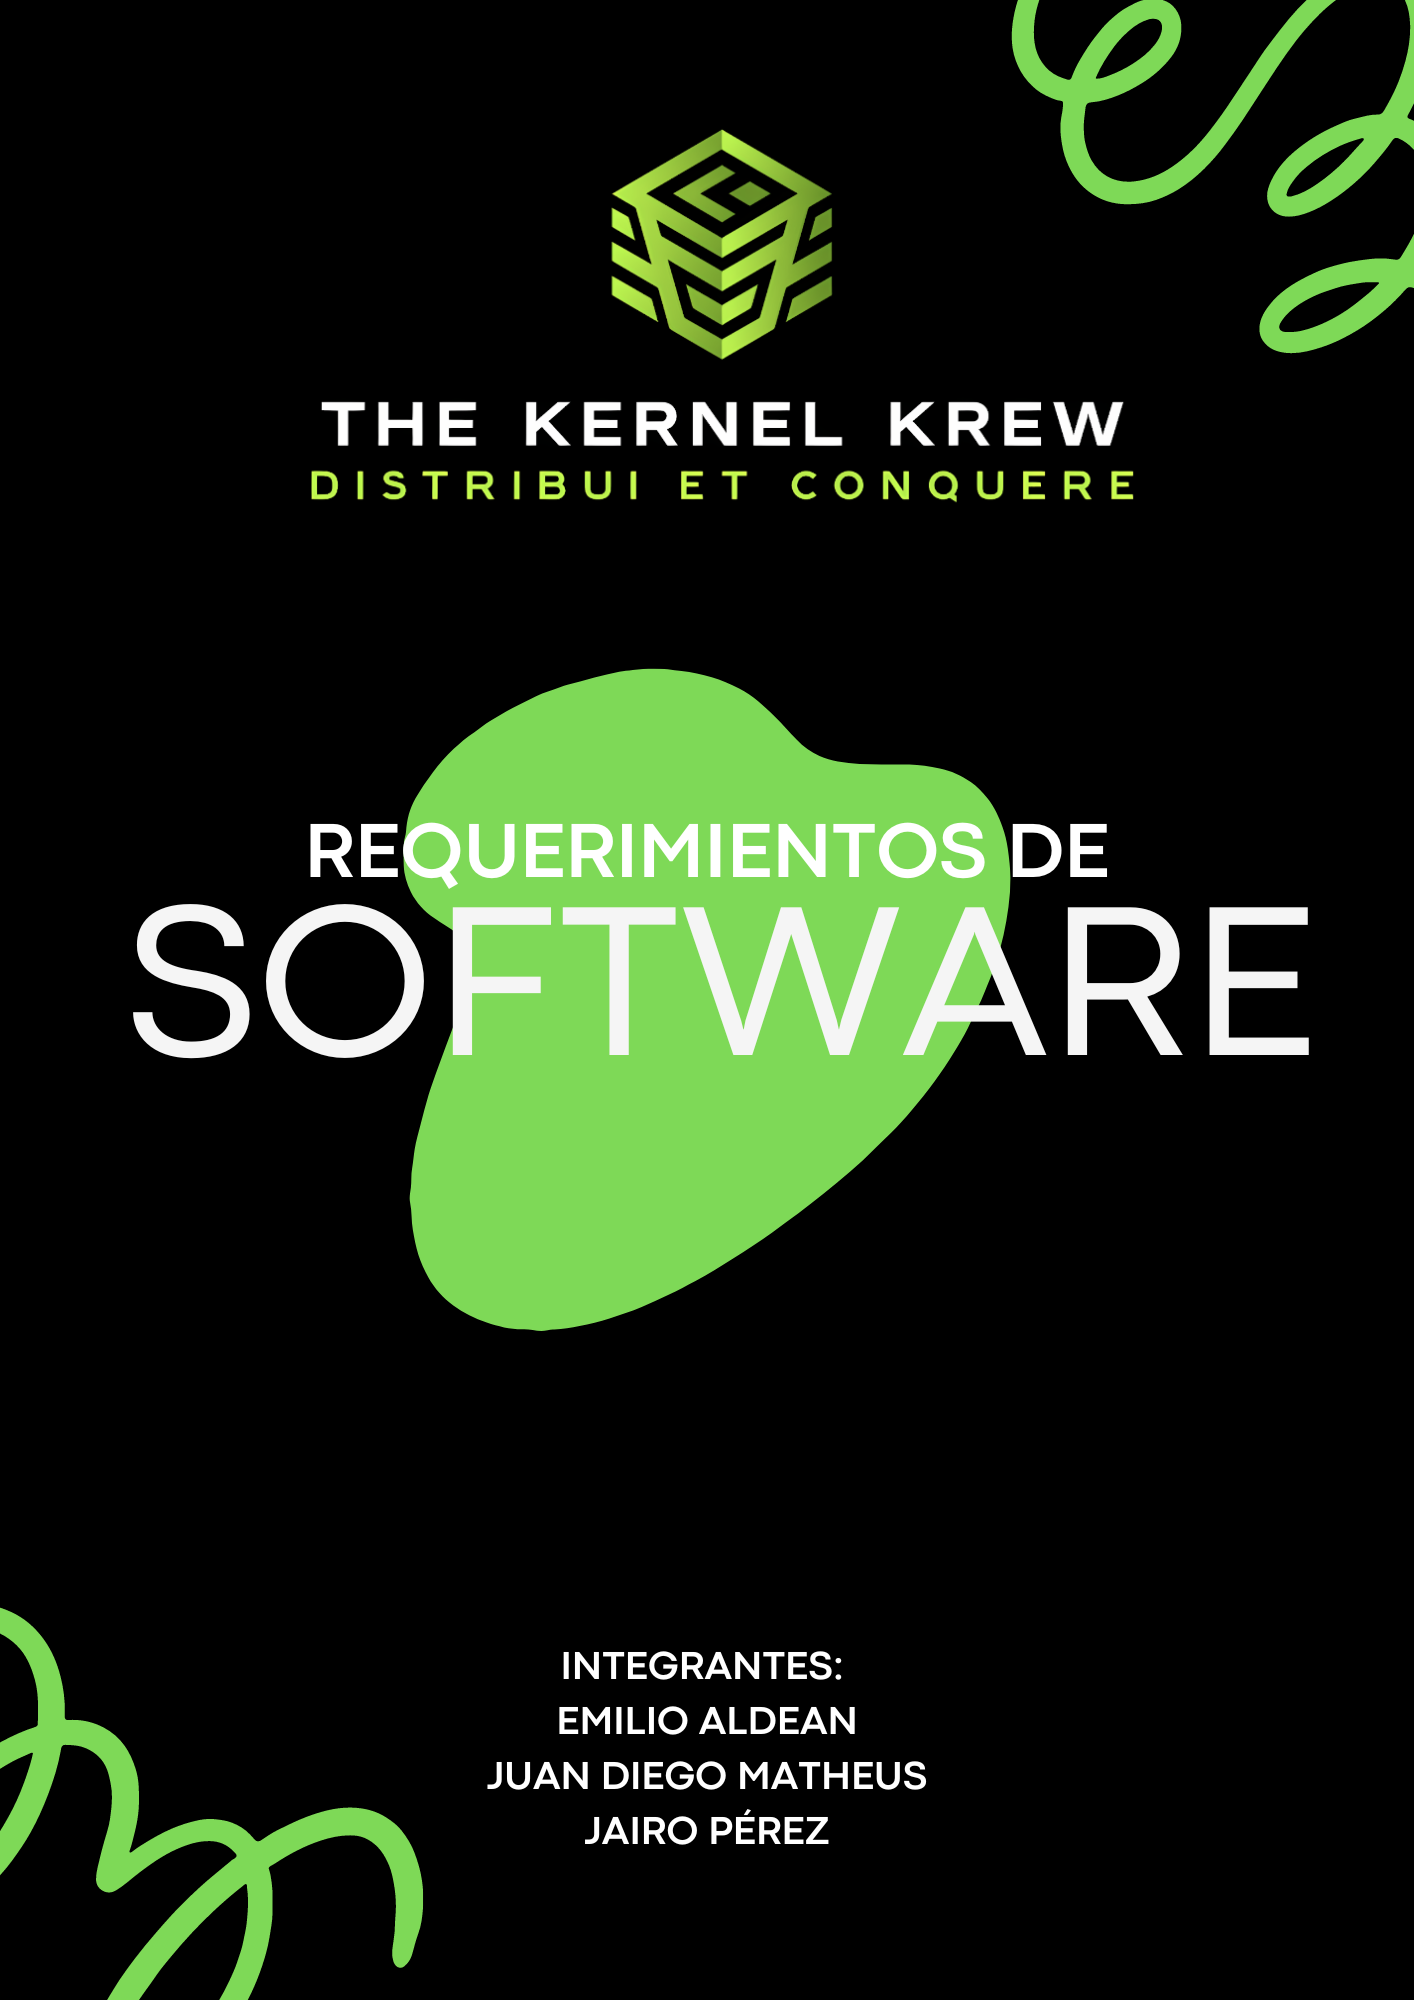 THE KERNEL KREW
DISTRIBUI ET CONQUERE
REQUERIMIENTOS DE
SOFTWARE
INTEGRANTES:
EMILIO ALDEAN
JUAN DIEGO MATHEUS
JAIRO PÉREZ